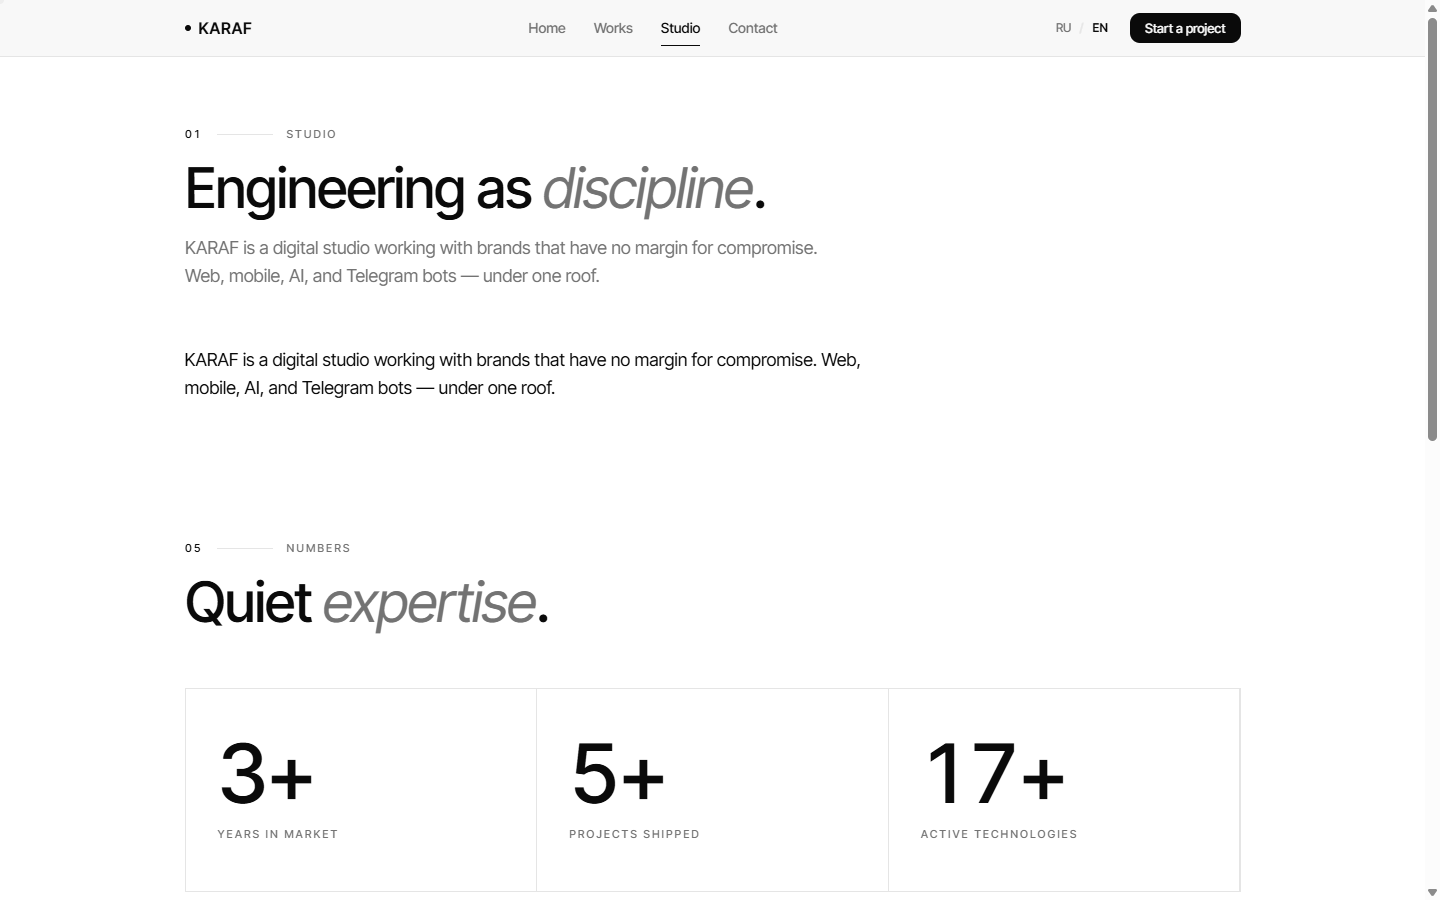 KARAF
Home Works Studio Contact
RU / EN
Start a project
01 STUDIO
Engineering as discipline.
KARAF is a digital studio working with brands that have no margin for compromise.
Web, mobile, AI, and Telegram bots — under one roof.
KARAF is a digital studio working with brands that have no margin for compromise. Web,
mobile, AI, and Telegram bots — under one roof.
05 NUMBERS
Quiet expertise.
3+
YEARS IN MARKET
5+
PROJECTS SHIPPED
17+
ACTIVE TECHNOLOGIES